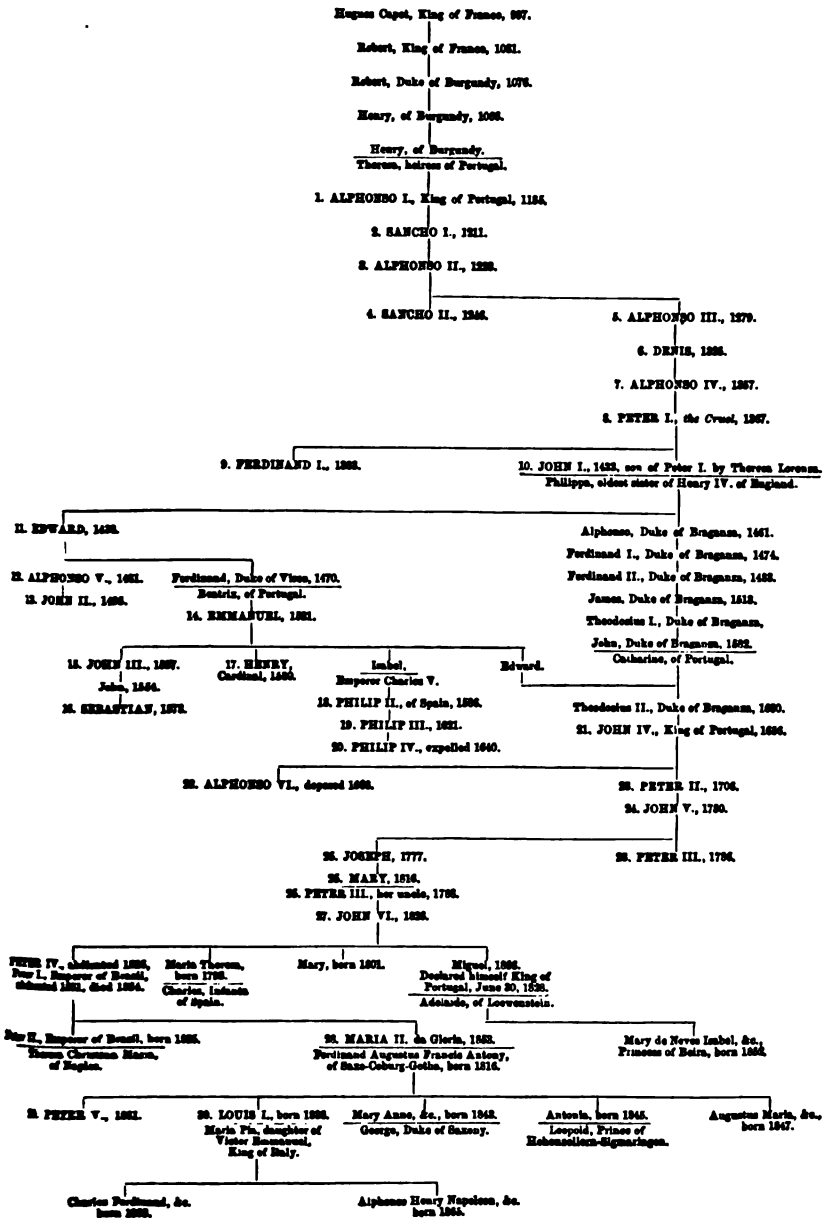 Hugues Capet, King of France, 997.
Robert, King of France, 1031.
Robert, Duke of Burgundy, 1076.
Henry, of Burgundy, 1066.
Henry, of Burgundy.
Theresa, heiress of Portugal.
1. ALPHONSO I., King of Portugal, 1185.
2. SANCHO I., 1211.
3. ALPHONSO II., 1223.
4. SANCHO II., 1246.
5. ALPHONSO III., 1279.
6. DENIS, 1325.
7. ALPHONSO IV., 1357.
8. PETER I., the Cruel, 1367.
9. FERDINAND I., 1383.
10. JOHN I., 1433, son of Peter I. by Theresa Lorenza.
Philippa, eldest sister of Henry IV. of England.
11. EDWARD, 1438.
Alphonso, Duke of Braganza, 1461.
Ferdinand I., Duke of Braganza, 1474.
12. ALPHONSO V., 1481.
Ferdinand, Duke of Viseo, 1470.
Ferdinand II., Duke of Braganza, 1483.
13. JOHN II., 1495.
Beatrix, of Portugal.
James, Duke of Braganza, 1512.
14. EMMANUEL, 1521.
Theodosius I., Duke of Braganza,
John, Duke of Braganza, 1582.
15. JOHN III., 1557.
17. HENRY,
Isabel,
Edward.
Catharine, of Portugal.
Cardinal, 1580.
Emperor Charles V.
John, 1554.
16. SEBASTIAN, 1578.
18. PHILIP II., of Spain, 1598.
Theodosius II., Duke of Braganza, 1630.
19. PHILIP III., 1621.
21. JOHN IV., King of Portugal, 1656.
20. PHILIP IV., expelled 1640.
22. ALPHONSO VI., deposed 1668.
23. PETER II., 1706.
24. JOHN V., 1750.
25. JOSEPH, 1777.
26. PETER III., 1786.
MARY, 1816.
26. PETER III., her uncle, 1786.
27. JOHN VI., 1826.
PETER IV., abdicated 1826,
Peter I., Emperor of Brazil,
abdicated 1831, died 1834.
Maria Theresa,
born 1793.
Charles, Infante
of Spain.
Mary, born 1801.
Miguel, 1866.
Declared himself King of
Portugal, June 30, 1828.
Adelaide, of Loewenstein.
Peter II., Emperor of Brazil, born 1825.
Theresa Christina Maria,
of Naples.
28. MARIA II. da Gloria, 1853.
Ferdinand Augustus Francis Antony,
of Saxe-Coburg-Gotha, born 1816.
Mary de Neves Isabel, &c.,
Princess of Beira, born 1852.
29. PETER V., 1861.
30. LOUIS I., born 1838.
Maria Pia, daughter of
Victor Emmanuel,
King of Italy.
Mary Anne, &c., born 1843.
George, Duke of Saxony.
Antonia, born 1845.
Leopold, Prince of
Hohenzollern-Sigmaringen.
Augustus Maria, &c.,
born 1847.
Charles Ferdinand, &c.
born 1863.
Alphonso Henry Napoleon, &c.
born 1865.